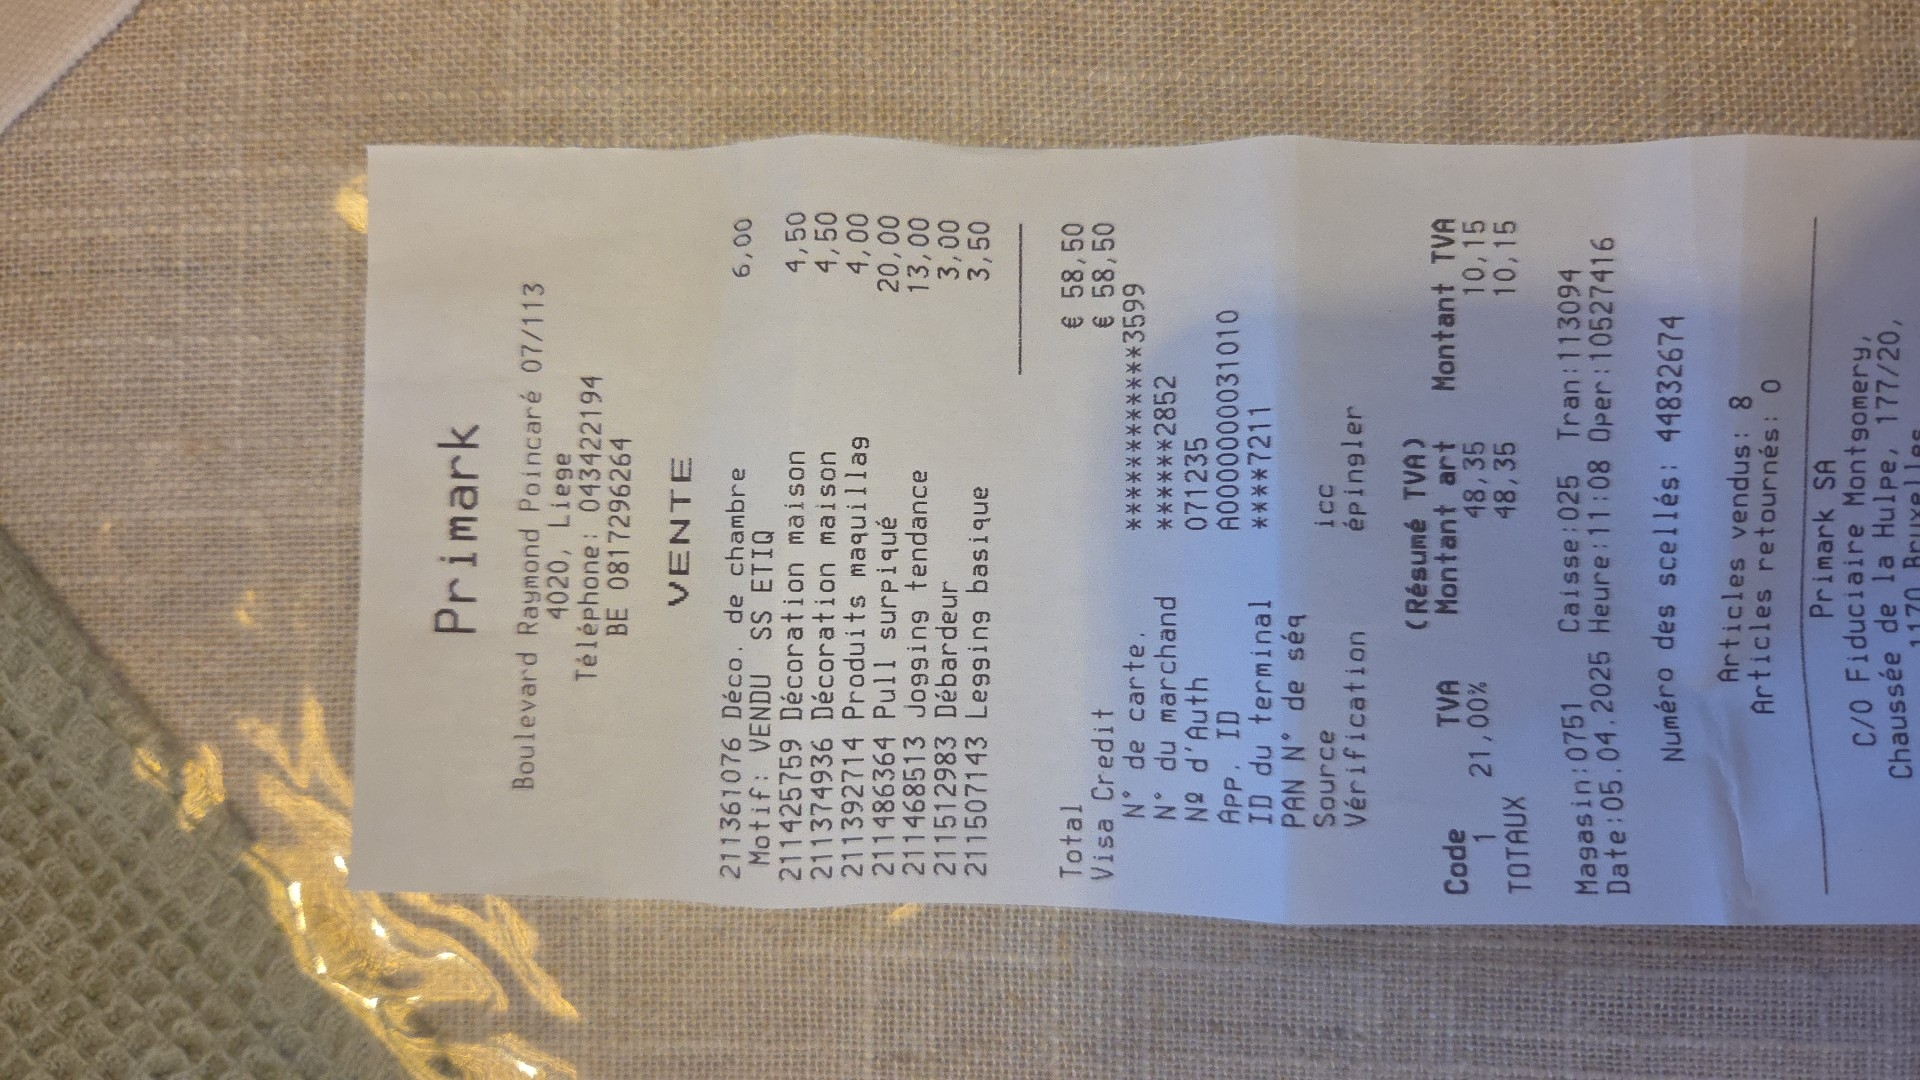 Primark
Boulevard Raymond Poincaré 07/113
4020, Liege
Téléphone: 043422194
BE 0817296264
VENTE
211361076 Déco. de chambre 6,00
Motif: VENDU SS ETIQ
211425759 Décoration maison 4,50
211374936 Décoration maison 4,50
211392714 Produits maquillag 4,00
211486364 Pull surpiqué 20,00
211468513 Jogging tendance 13,00
211512983 Débardeur 3,00
211507143 Legging basique 3,50
Total € 58,50
Visa Credit € 58,50
N° de carte. ************3599
N° du marchand ******2852
Nº d'Auth 071235
App. ID A0000000031010
ID du terminal ****7211
PAN N° de séq
Source icc
Vérification épingler
(Résumé TVA)
Code TVA Montant art Montant TVA
1 21,00% 48,35 10,15
TOTAUX 48,35 10,15
Magasin:0751 Caisse:025 Tran:113094
Date:05.04.2025 Heure:11:08 Oper:10527416
Numéro des scellés: 44832674
Articles vendus: 8
Articles retournés: 0
Primark SA
C/O Fiduciaire Montgomery,
Chaussée de la Hulpe, 177/20,
1170 Bruxelles